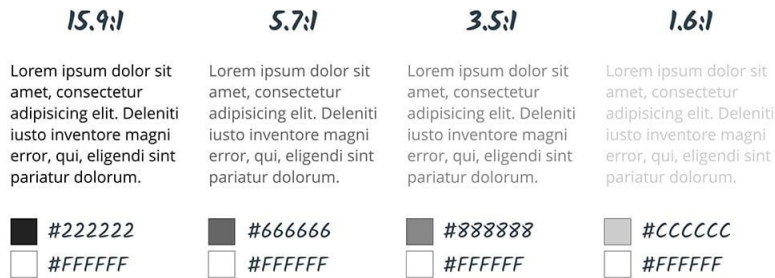 15.9:1
Lorem ipsum dolor sit
amet, consectetur
adipisicing elit. Deleniti
iusto inventore magni
error, qui, eligendi sint
pariatur dolorum.
#222222
#FFFFFF
5.7:1
Lorem ipsum dolor sit
amet, consectetur
adipisicing elit. Deleniti
iusto inventore magni
error, qui, eligendi sint
pariatur dolorum.
#666666
#FFFFFF
3.5:1
Lorem ipsum dolor sit
amet, consectetur
adipisicing elit. Deleniti
iusto inventore magni
error, qui, eligendi sint
pariatur dolorum.
#888888
#FFFFFF
1.6:1
Lorem ipsum dolor sit
amet, consectetur
adipisicing elit. Deleniti
iusto inventore magni
error, qui, eligendi sint
pariatur dolorum.
#CCCCCC
#FFFFFF